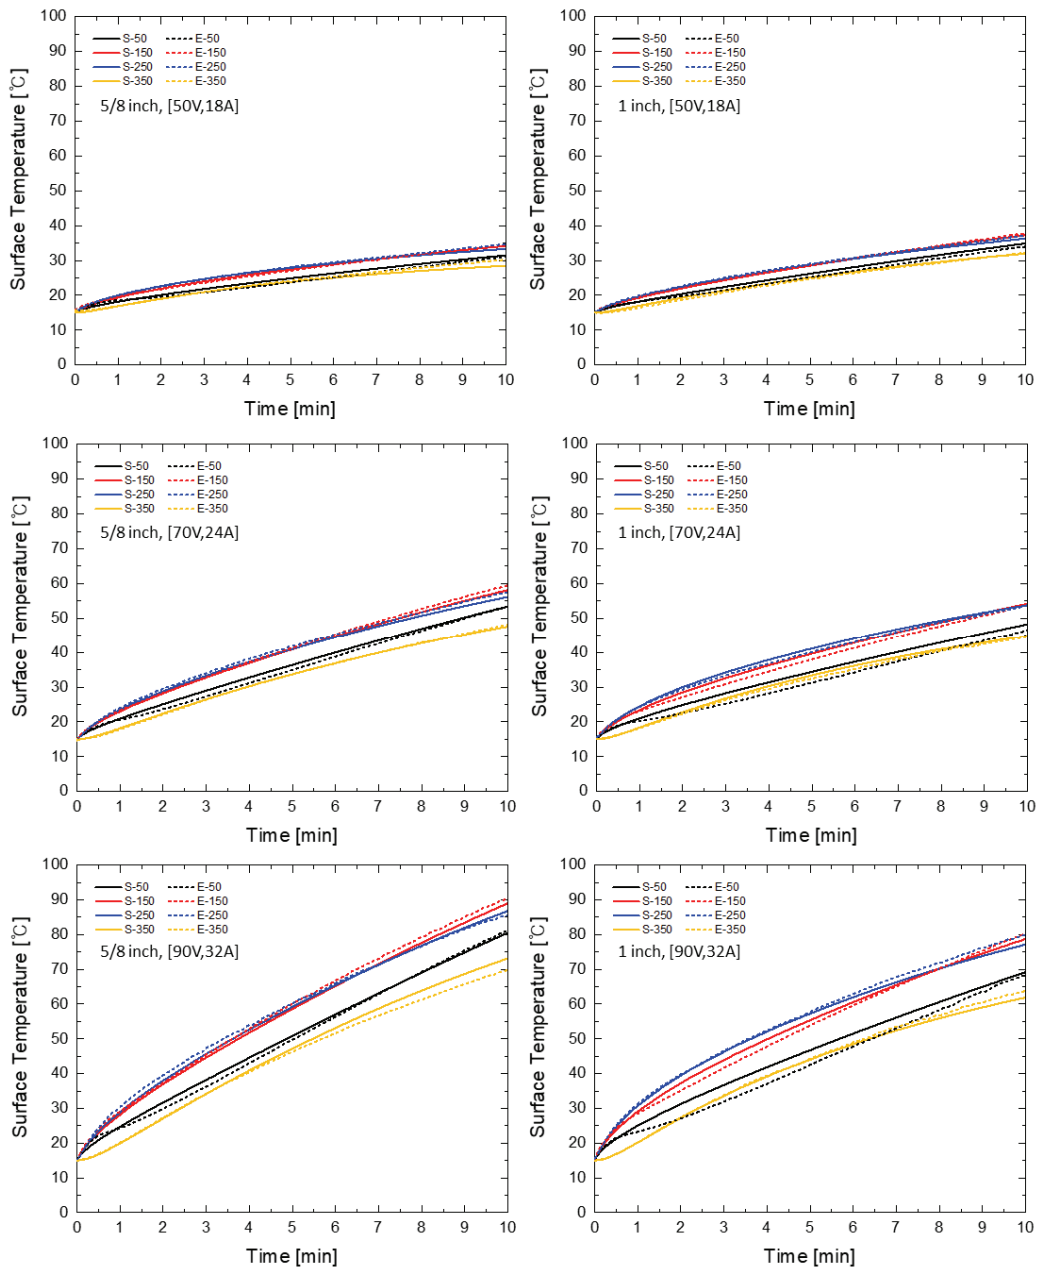 100
90
80
70
60
50
40
30
20
10
0
Surface Temperature [℃]
S-50 E-50
S-150 E-150
S-250 E-250
S-350 E-350
5/8 inch, [50V,18A]
0 1 2 3 4 5 6 7 8 9 10
Time [min]
100
90
80
70
60
50
40
30
20
10
0
Surface Temperature [℃]
S-50 E-50
S-150 E-150
S-250 E-250
S-350 E-350
1 inch, [50V,18A]
0 1 2 3 4 5 6 7 8 9 10
Time [min]
100
90
80
70
60
50
40
30
20
10
0
Surface Temperature [℃]
S-50 E-50
S-150 E-150
S-250 E-250
S-350 E-350
5/8 inch, [70V,24A]
0 1 2 3 4 5 6 7 8 9 10
Time [min]
100
90
80
70
60
50
40
30
20
10
0
Surface Temperature [℃]
S-50 E-50
S-150 E-150
S-250 E-250
S-350 E-350
1 inch, [70V,24A]
0 1 2 3 4 5 6 7 8 9 10
Time [min]
100
90
80
70
60
50
40
30
20
10
0
Surface Temperature [℃]
S-50 E-50
S-150 E-150
S-250 E-250
S-350 E-350
5/8 inch, [90V,32A]
0 1 2 3 4 5 6 7 8 9 10
Time [min]
100
90
80
70
60
50
40
30
20
10
0
Surface Temperature [℃]
S-50 E-50
S-150 E-150
S-250 E-250
S-350 E-350
1 inch, [90V,32A]
0 1 2 3 4 5 6 7 8 9 10
Time [min]